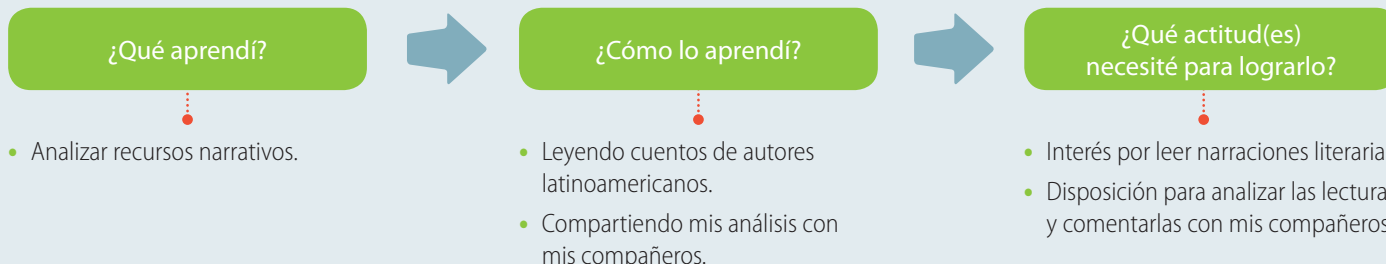 ¿Qué aprendí?
• Analizar recursos narrativos.
¿Cómo lo aprendí?
• Leyendo cuentos de autores
latinoamericanos.
• Compartiendo mis análisis con
mis compañeros.
¿Qué actitud(es)
necesité para lograrlo?
• Interés por leer narraciones literaria
• Disposición para analizar las lectura
y comentarlas con mis compañeros